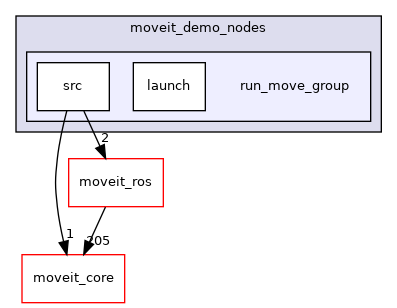 moveit_demo_nodes
src
launch
run_move_group
2
moveit_ros
1
205
moveit_core